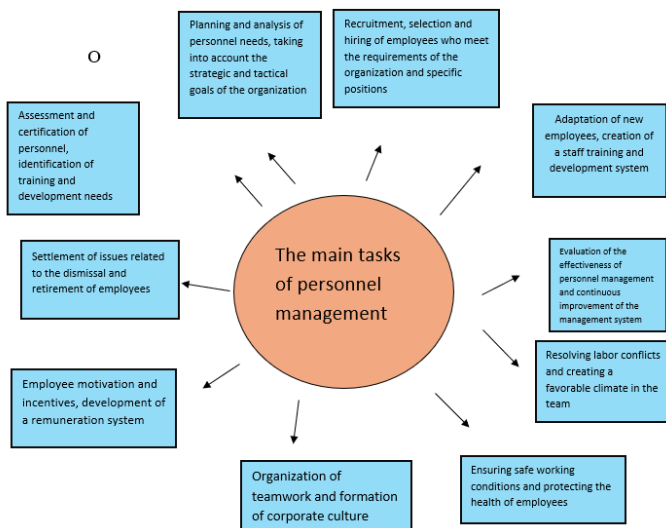 Planning and analysis of
personnel needs, taking
into account the
strategic and tactical
goals of the organization
Recruitment, selection and
hiring of employees who meet
the requirements of the
organization and specific
positions
O
Assessment and
certification of
personnel,
identification of
training and
development needs
Adaptation of new
employees, creation of
a staff training and
development system
The main tasks
of personnel
management
Settlement of issues related
to the dismissal and
retirement of employees
Evaluation of the
effectiveness of
personnel management
and continuous
improvement of the
management system
Resolving labor conflicts
and creating a
favorable climate in the
team
Employee motivation and
incentives, development of
a remuneration system
Organization of
teamwork and formation
of corporate culture
Ensuring safe working
conditions and protecting the
health of employees